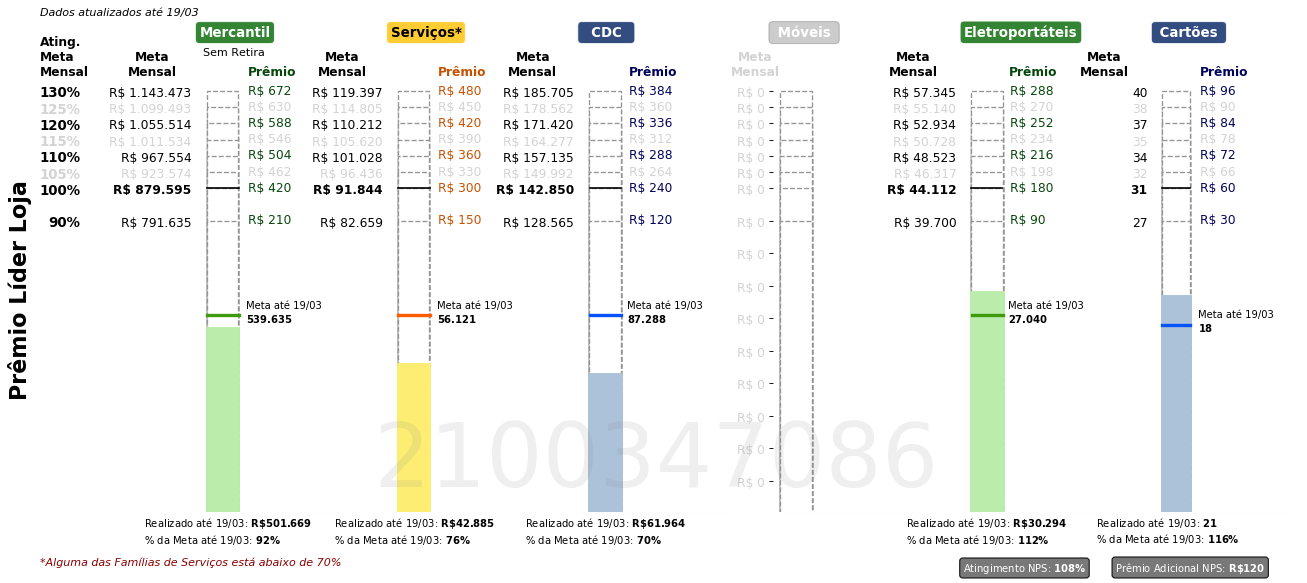 Dados atualizados até 19/03
Mercantil Serviços* CDC Móveis Eletroportáteis Cartões
Sem Retira
Ating. Meta Mensal
Meta Mensal Prêmio Meta Mensal Prêmio Meta Mensal Prêmio Meta Mensal Meta Mensal Prêmio Meta Mensal Prêmio
130% R$ 1.143.473 R$ 672 R$ 119.397 R$ 480 R$ 185.705 R$ 384 R$ 0 R$ 57.345 R$ 288 40 R$ 96
125% R$ 1.099.493 R$ 630 R$ 114.805 R$ 450 R$ 178.562 R$ 360 R$ 0 R$ 55.140 R$ 270 38 R$ 90
120% R$ 1.055.514 R$ 588 R$ 110.212 R$ 420 R$ 171.420 R$ 336 R$ 0 R$ 52.934 R$ 252 37 R$ 84
115% R$ 1.011.534 R$ 546 R$ 105.620 R$ 390 R$ 164.277 R$ 312 R$ 0 R$ 50.728 R$ 234 35 R$ 78
110% R$ 967.554 R$ 504 R$ 101.028 R$ 360 R$ 157.135 R$ 288 R$ 0 R$ 48.523 R$ 216 34 R$ 72
105% R$ 923.574 R$ 462 R$ 96.436 R$ 330 R$ 149.992 R$ 264 R$ 0 R$ 46.317 R$ 198 32 R$ 66
100% R$ 879.595 R$ 420 R$ 91.844 R$ 300 R$ 142.850 R$ 240 R$ 0 R$ 44.112 R$ 180 31 R$ 60
90% R$ 791.635 R$ 210 R$ 82.659 R$ 150 R$ 128.565 R$ 120 R$ 0 R$ 39.700 R$ 90 27 R$ 30
R$ 0
R$ 0
R$ 0
R$ 0
R$ 0
R$ 0
R$ 0
R$ 0
Prêmio Líder Loja
Meta até 19/03 Meta até 19/03 Meta até 19/03 Meta até 19/03 Meta até 19/03
539.635 56.121 87.288 27.040 18
2100347086
Realizado até 19/03: R$501.669 Realizado até 19/03: R$42.885 Realizado até 19/03: R$61.964 Realizado até 19/03: R$30.294 Realizado até 19/03: 21
% da Meta até 19/03: 92% % da Meta até 19/03: 76% % da Meta até 19/03: 70% % da Meta até 19/03: 112% % da Meta até 19/03: 116%
*Alguma das Famílias de Serviços está abaixo de 70%
Atingimento NPS: 108% Prêmio Adicional NPS: R$120